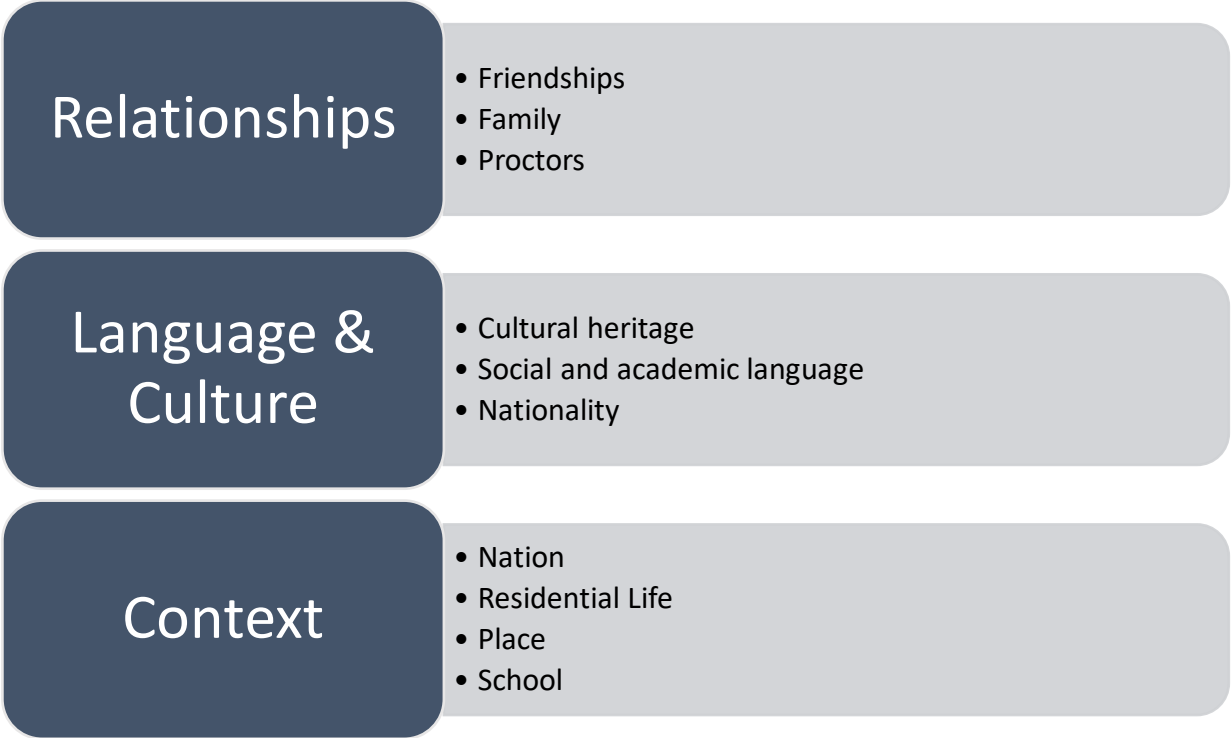 Relationships
• Friendships
• Family
• Proctors
Language &
Culture
• Cultural heritage
• Social and academic language
• Nationality
Context
• Nation
• Residential Life
• Place
• School